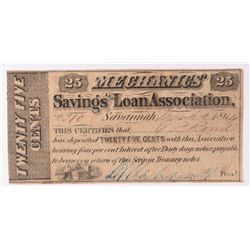 25 MECHANICS 25
Savings and Loan Association,
Savannah, 186
THIS CERTIFIES that
has deposited TWENTY FIVE CENTS with this Association
bearing four per cent Interest after Thirty days notice payable
to bearer on return of this Scrip in Treasury notes.
TWENTY FIVE
CENTS